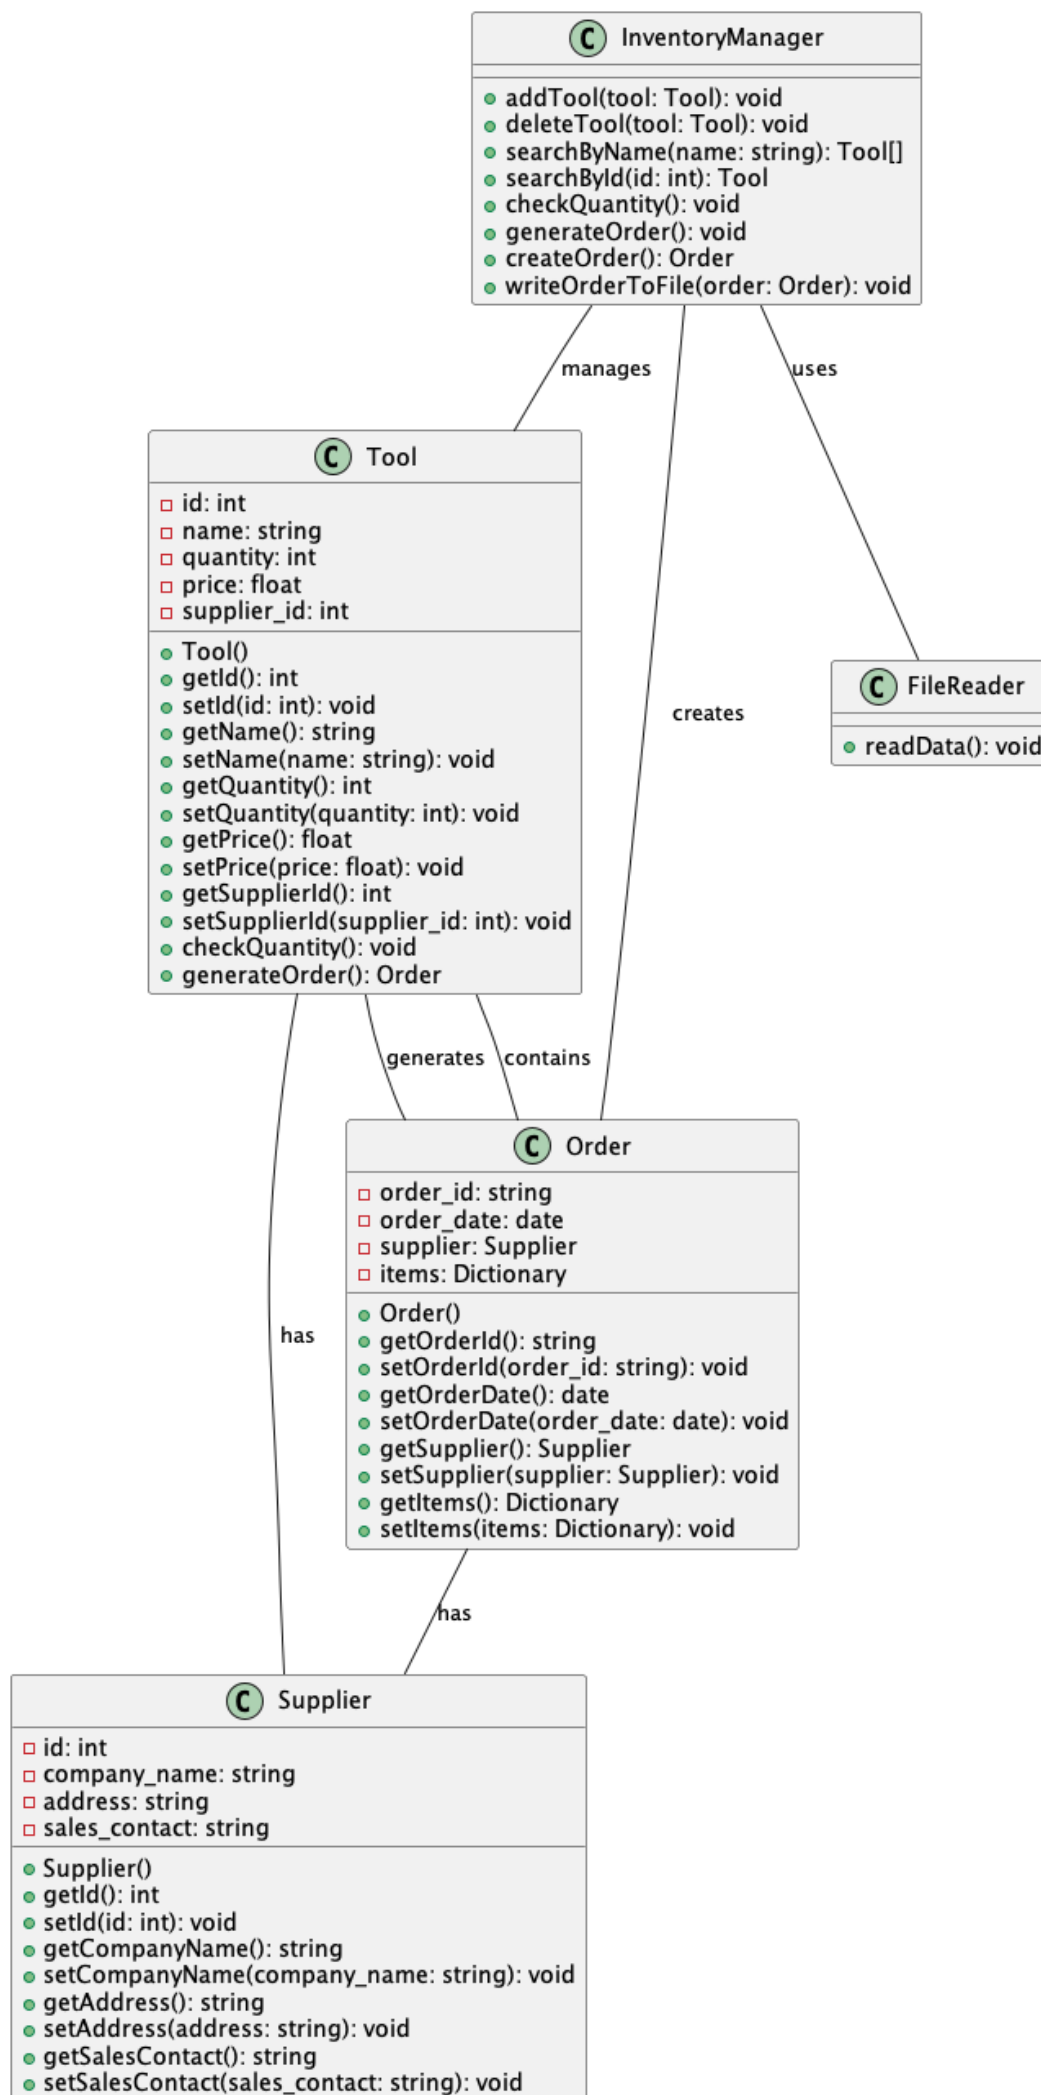 C InventoryManager
addTool(tool: Tool): void
deleteTool(tool: Tool): void
searchByName(name: string): Tool[]
searchById(id: int): Tool
checkQuantity(): void
generateOrder(): void
createOrder(): Order
writeOrderToFile(order: Order): void
manages
uses
C Tool
id: int
name: string
quantity: int
price: float
supplier_id: int
Tool()
getId(): int
setId(id: int): void
getName(): string
setName(name: string): void
getQuantity(): int
setQuantity(quantity: int): void
getPrice(): float
setPrice(price: float): void
getSupplierId(): int
setSupplierId(supplier_id: int): void
checkQuantity(): void
generateOrder(): Order
creates
C FileReader
readData(): void
generates
contains
C Order
order_id: string
order_date: date
supplier: Supplier
items: Dictionary
Order()
getOrderId(): string
setOrderId(order_id: string): void
getOrderDate(): date
setOrderDate(order_date: date): void
getSupplier(): Supplier
setSupplier(supplier: Supplier): void
getItems(): Dictionary
setItems(items: Dictionary): void
has
has
C Supplier
id: int
company_name: string
address: string
sales_contact: string
Supplier()
getId(): int
setId(id: int): void
getCompanyName(): string
setCompanyName(company_name: string): void
getAddress(): string
setAddress(address: string): void
getSalesContact(): string
setSalesContact(sales_contact: string): void